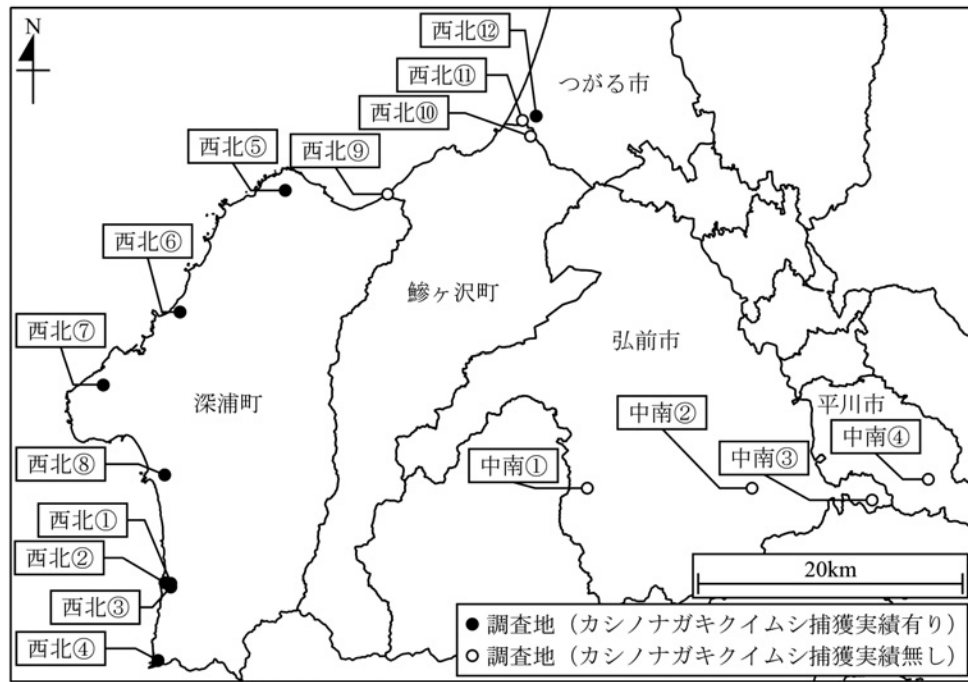 N
西北⑫
西北⑪
つがる市
西北⑩
西北⑤
西北⑨
西北⑥
鰺ヶ沢町
西北⑦
弘前市
深浦町
中南②
平川市
中南④
中南①
中南③
西北⑧
西北①
西北②
西北③
西北④
20km
調査地（カシノナガキクイムシ捕獲実績有り）
調査地（カシノナガキクイムシ捕獲実績無し）